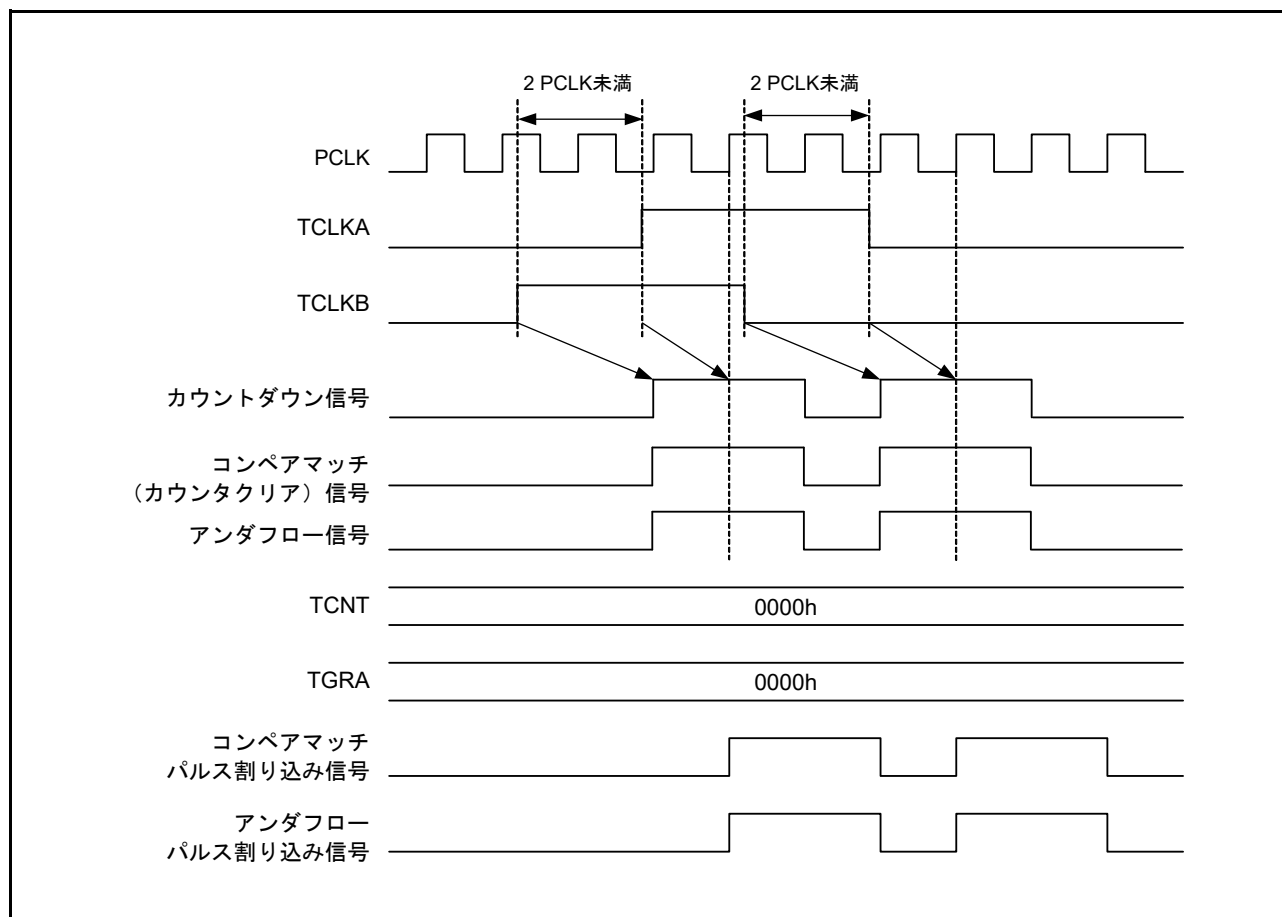 2 PCLK未満 2 PCLK未満
PCLK
TCLKA
TCLKB
カウントダウン信号
コンペアマッチ
（カウンタクリア）信号
アンダフロー信号
TCNT 0000h
TGRA 0000h
コンペアマッチ
パルス割り込み信号
アンダフロー
パルス割り込み信号